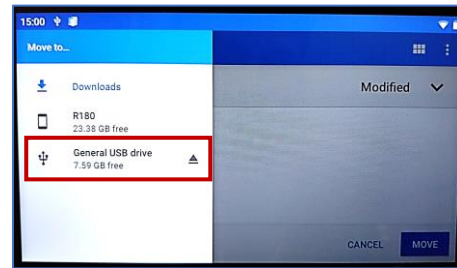 15:00
Move to...
Downloads
Modified
R180
23.38 GB free
General USB drive
7.59 GB free
CANCEL
MOVE